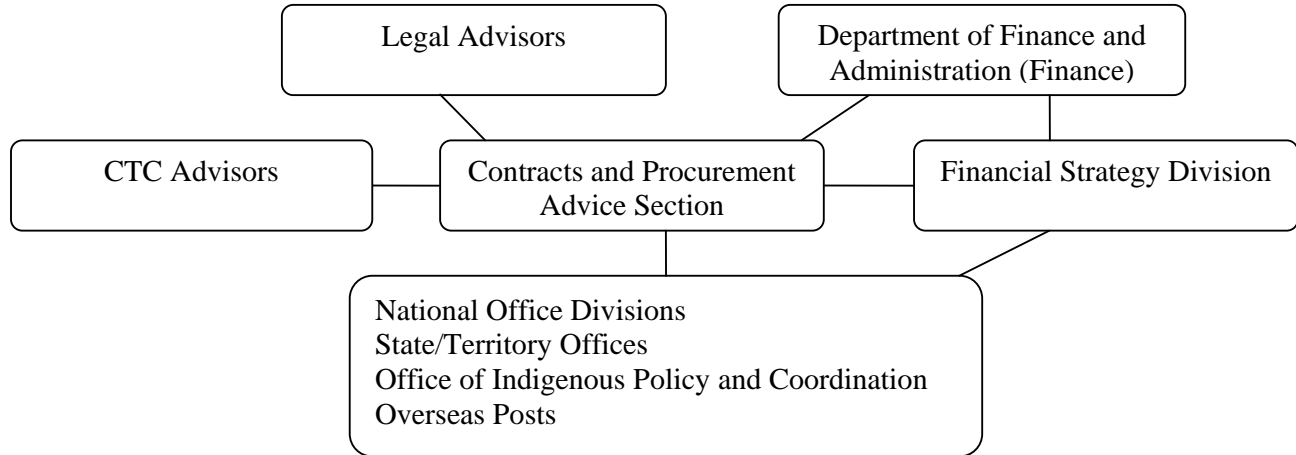 Legal Advisors
Department of Finance and
Administration (Finance)
CTC Advisors
Contracts and Procurement
Advice Section
Financial Strategy Division
National Office Divisions
State/Territory Offices
Office of Indigenous Policy and Coordination
Overseas Posts